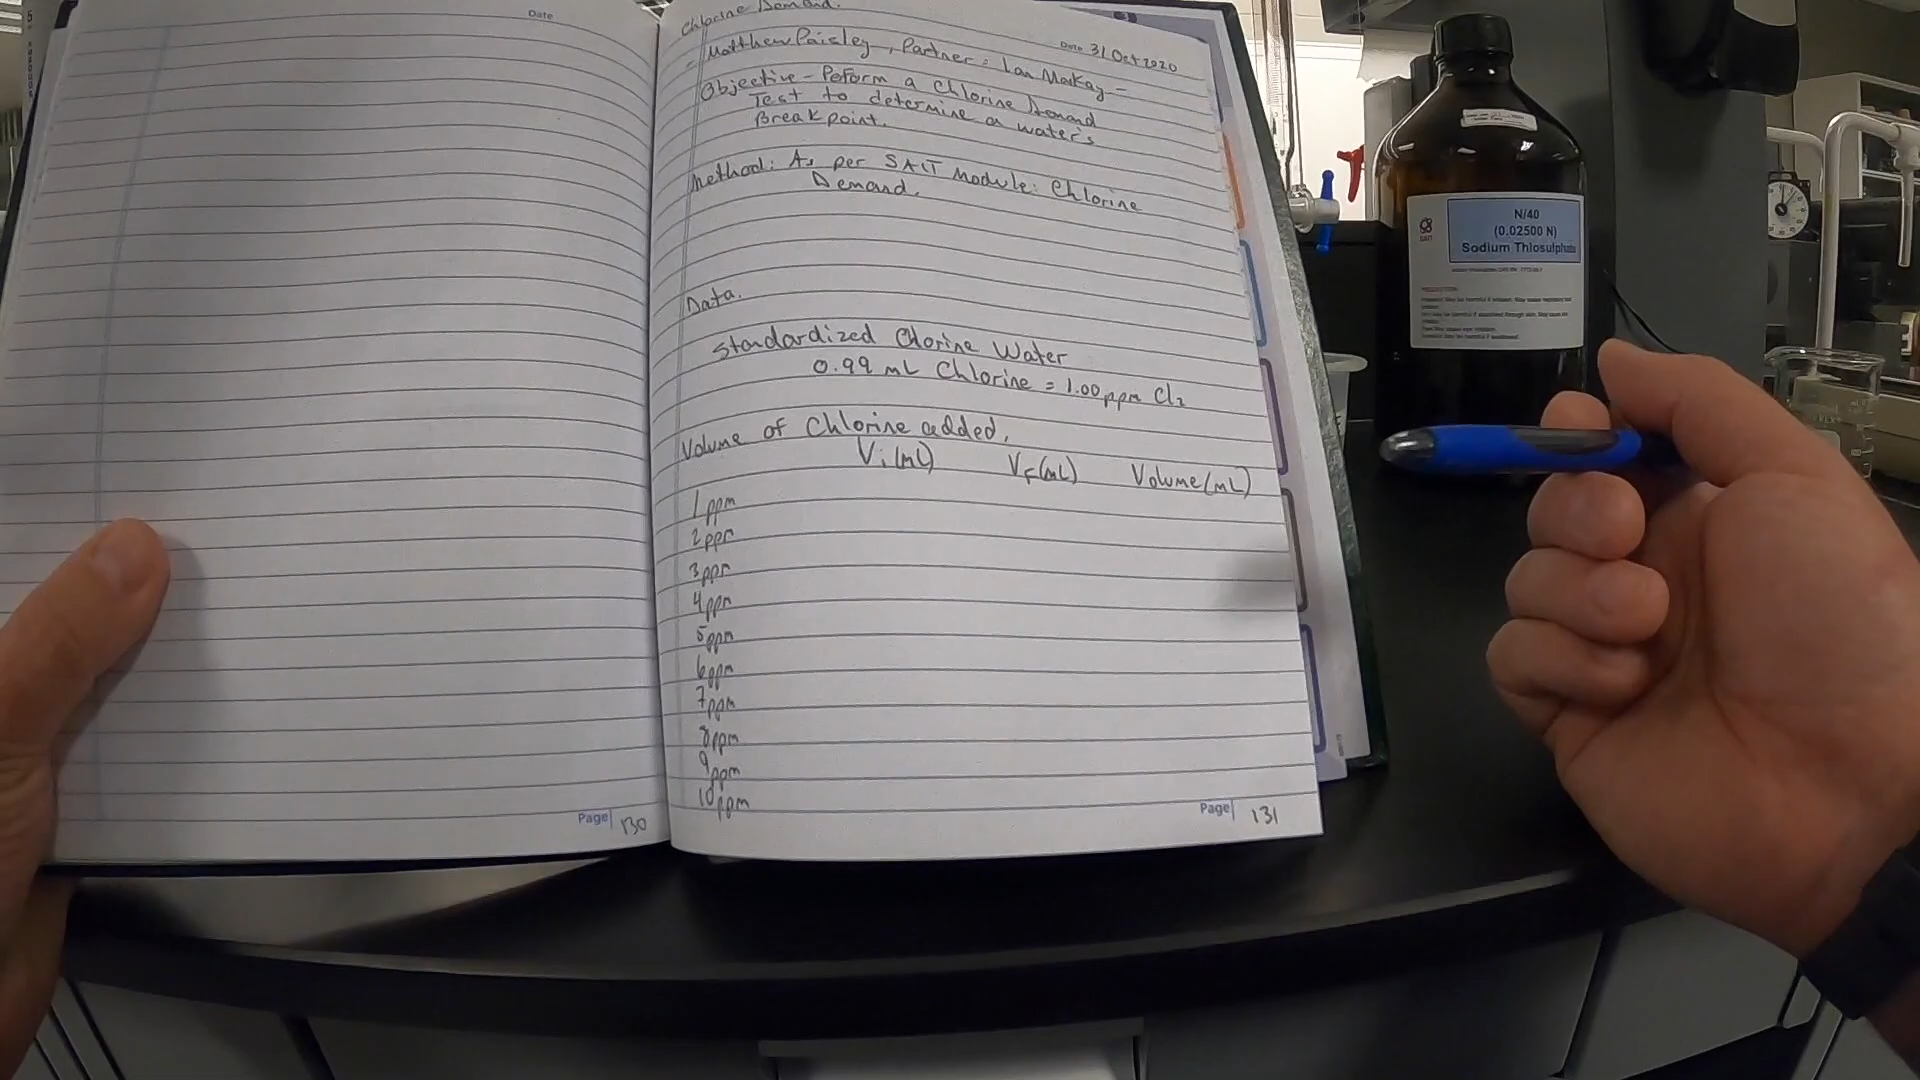 Date
Page 130
Chlorine Demand.
Date 31 Oct 2020
- Matthew Paisley, Partner: Ian MacKay -
Objective - Peform a Chlorine Demand
Test to determine a water's
Breakpoint.
Method: As per SAIT Module: Chlorine
Demand.
Data.
Standardized Chlorine Water
0.99 mL Chlorine = 1.00 ppm Cl2
Volume of Chlorine added.
Vi (mL) VF (mL) Volume (mL)
1 ppm
2 ppm
3 ppm
4 ppm
5 ppm
6 ppm
7 ppm
8 ppm
9 ppm
10 ppm
Page 131
SAIT
N/40
(0.02500 N)
Sodium Thiosulphate